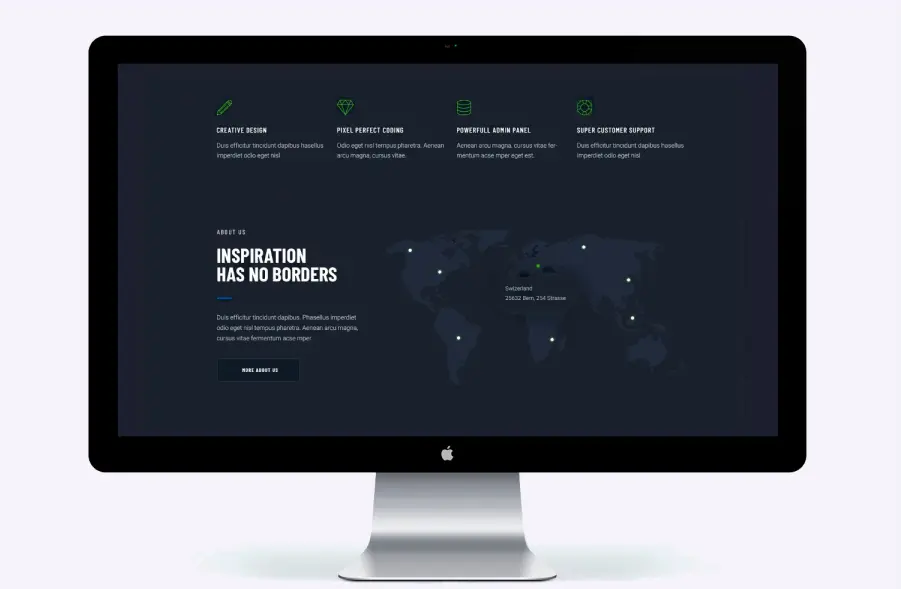 CREATIVE DESIGN
Duis efficitur tincidunt dapibus hasellus
imperdiet odio eget nisl
PIXEL PERFECT CODING
Odio eget nisl tempus pharetra. Aenean
arcu magna, cursus vitae.
POWERFULL ADMIN PANEL
Aenean arcu magna, cursus vitae fer-
mentum acse mper eget est.
SUPER CUSTOMER SUPPORT
Duis efficitur tincidunt dapibus hasellus
imperdiet odio eget nisl
ABOUT US
INSPIRATION
HAS NO BORDERS
Duis efficitur tincidunt dapibus. Phasellus imperdiet
odio eget nisl tempus pharetra. Aenean arcu magna,
cursus vitae fermentum acse mper
MORE ABOUT US
Switzerland
25632 Bern, 254 Strasse